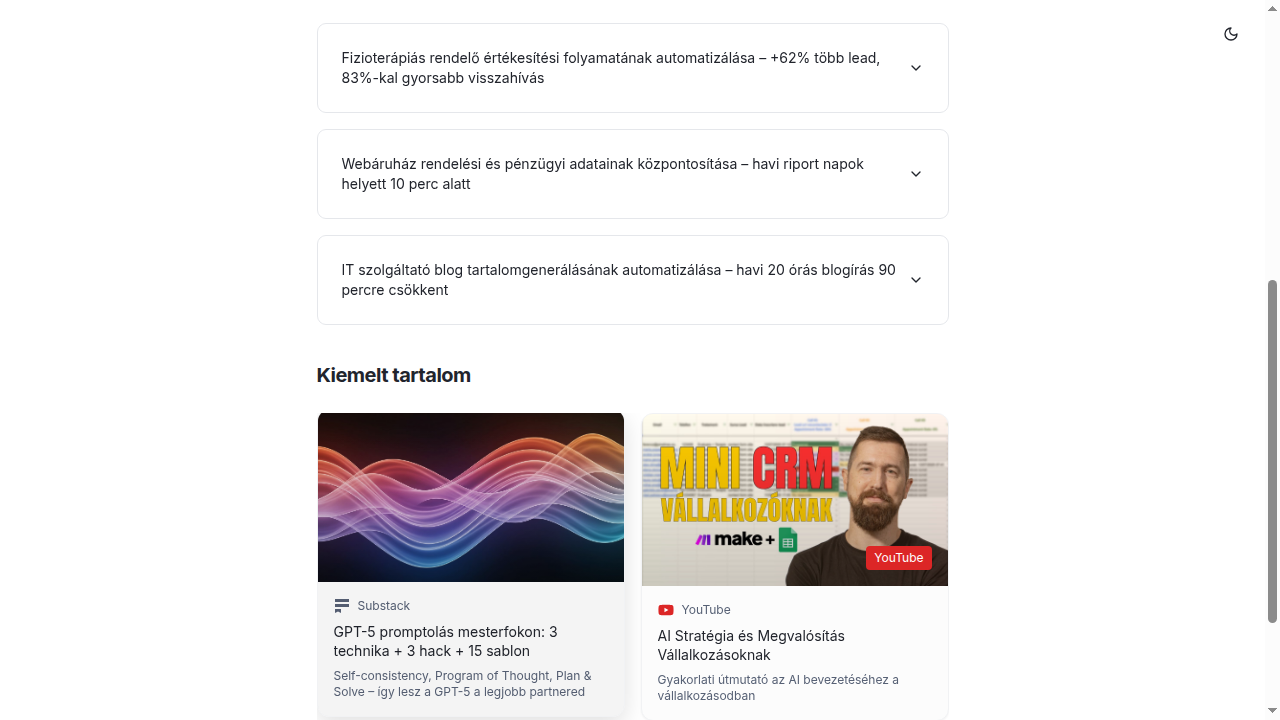 Fizioterápiás rendelő értékesítési folyamatának automatizálása – +62% több lead,
83%-kal gyorsabb visszahívás
Webáruház rendelési és pénzügyi adatainak központosítása – havi riport napok
helyett 10 perc alatt
IT szolgáltató blog tartalomgenerálásának automatizálása – havi 20 órás blogírás 90
percre csökkent
Kiemelt tartalom
MINI CRM
VÁLLALKOZÓKNAK
make +
YouTube
Substack
GPT-5 promptolás mesterfokon: 3
technika + 3 hack + 15 sablon
Self-consistency, Program of Thought, Plan &
Solve – így lesz a GPT-5 a legjobb partnered
YouTube
AI Stratégia és Megvalósítás
Vállalkozásoknak
Gyakorlati útmutató az AI bevezetéséhez a
vállalkozásodban